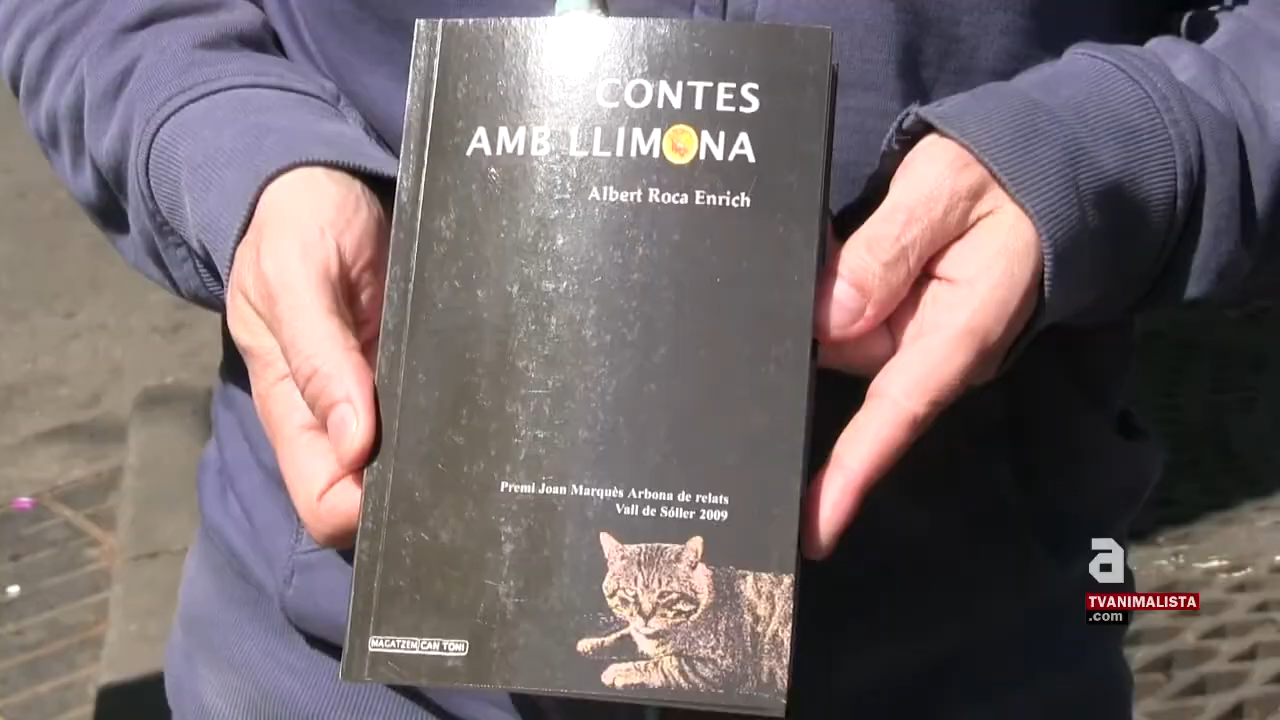 CONTES
AMB LLIMONA
Albert Roca Enrich
Premi Joan Marquès Arbona de relats
Vall de Sóller 2009
MAGATZEM CAN TONI
a
TVANIMALISTA
.com